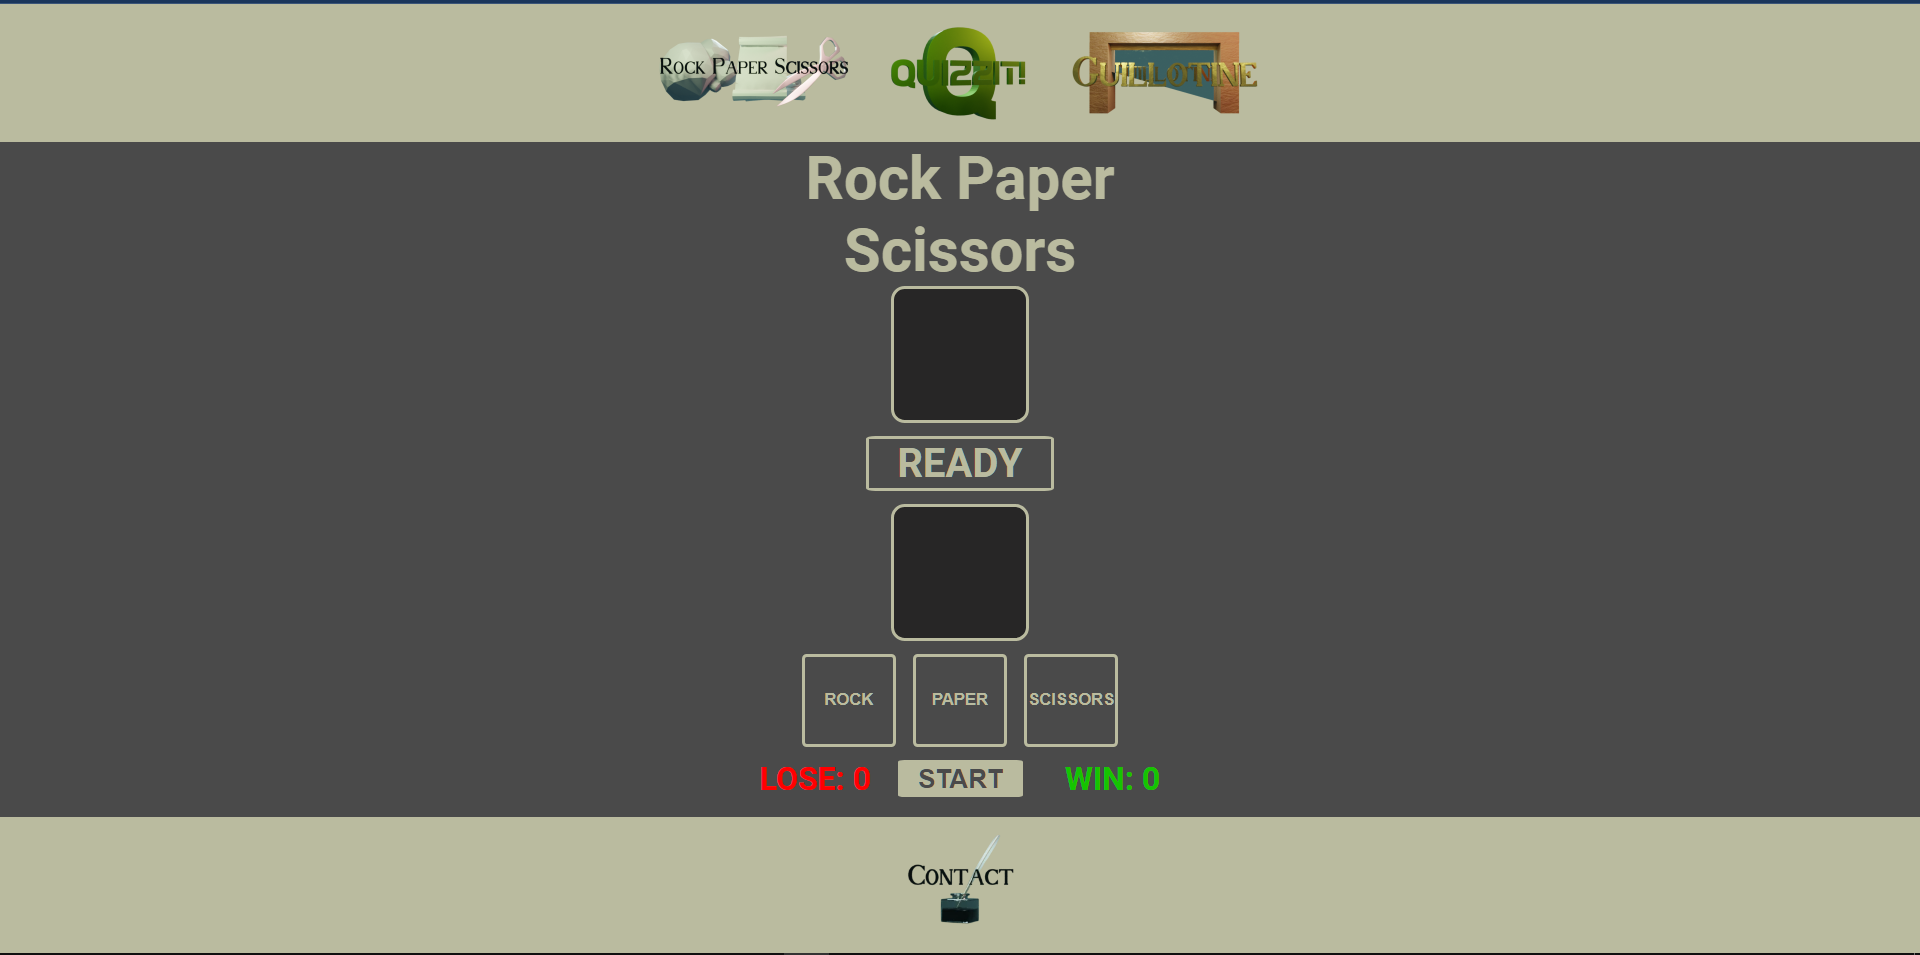 Rock Paper Scissors
QUIZZIT!
GUILLOTINE
Rock Paper
Scissors
READY
ROCK
PAPER
SCISSORS
LOSE: 0
START
WIN: 0
Contact